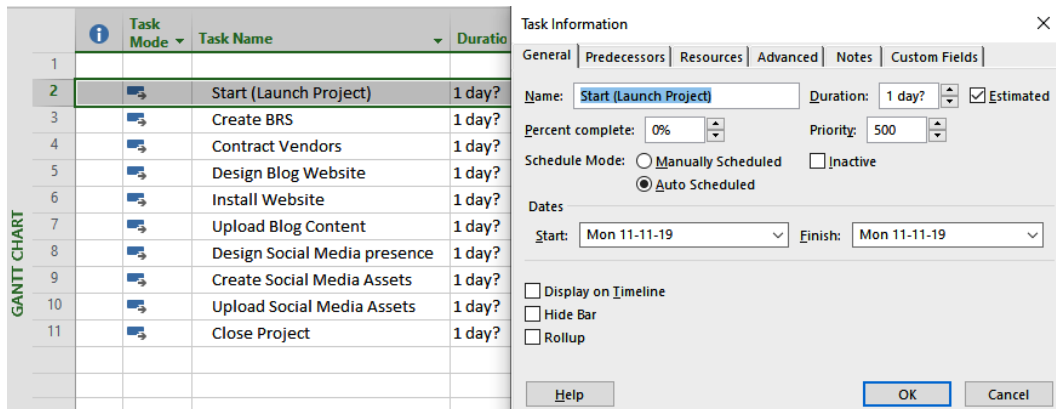 Task Mode Task Name Duratio
1
2 Start (Launch Project) 1 day?
3 Create BRS 1 day?
4 Contract Vendors 1 day?
5 Design Blog Website 1 day?
6 Install Website 1 day?
7 Upload Blog Content 1 day?
8 Design Social Media presence 1 day?
9 Create Social Media Assets 1 day?
10 Upload Social Media Assets 1 day?
11 Close Project 1 day?
GANTT CHART
Task Information
General Predecessors Resources Advanced Notes Custom Fields
Name: Start (Launch Project) Duration: 1 day? Estimated
Percent complete: 0% Priority: 500
Schedule Mode: Manually Scheduled Inactive
Auto Scheduled
Dates
Start: Mon 11-11-19 Finish: Mon 11-11-19
Display on Timeline
Hide Bar
Rollup
Help OK Cancel